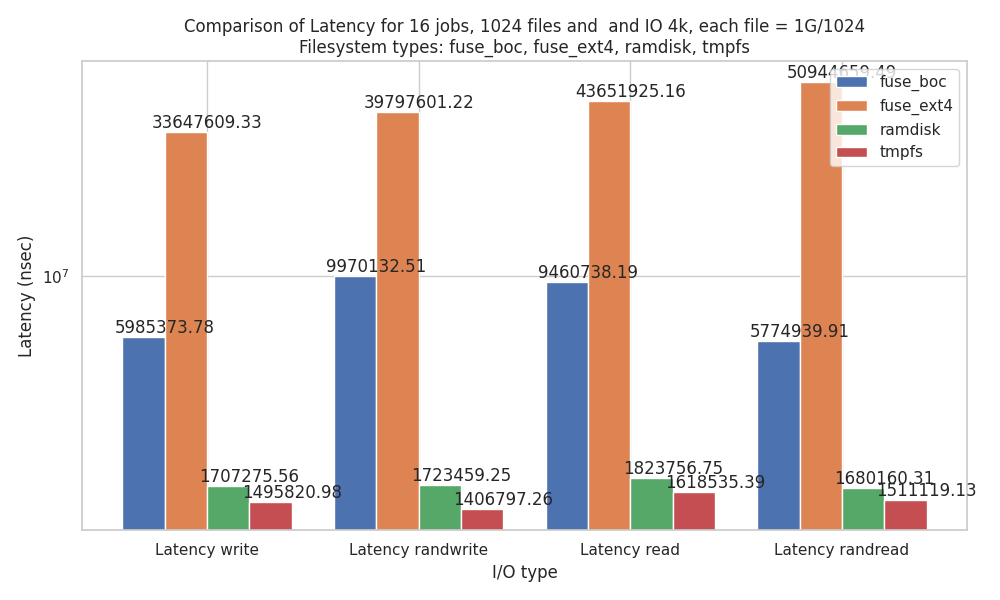 Comparison of Latency for 16 jobs, 1024 files and  and IO 4k, each file = 1G/1024
Filesystem types: fuse_boc, fuse_ext4, ramdisk, tmpfs
Latency (nsec)
10⁷
5985373.78
33647609.33
1707275.56
1495820.98
9970132.51
39797601.22
1723459.25
1406797.26
9460738.19
43651925.16
1823756.75
1618535.39
5774939.91
50944659.49
1680160.31
1511119.13
fuse_boc
fuse_ext4
ramdisk
tmpfs
Latency write
Latency randwrite
Latency read
Latency randread
I/O type